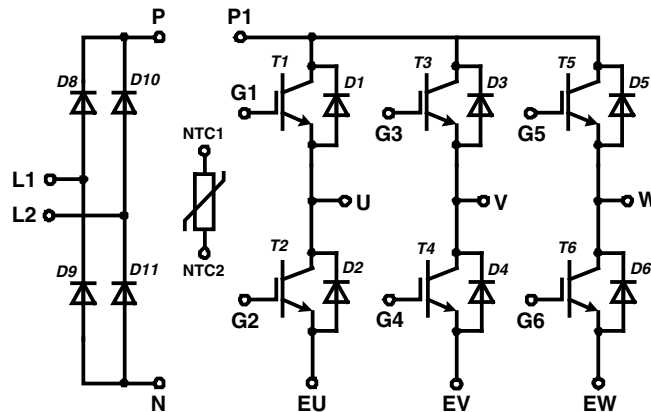 P P1
D8 D10 T1 D1 T3 D3 T5 D5
G1 G3 G5
NTC1
L1
L2 U V W
NTC2
D9 D11 T2 D2 T4 D4 T6 D6
G2 G4 G6
N EU EV EW